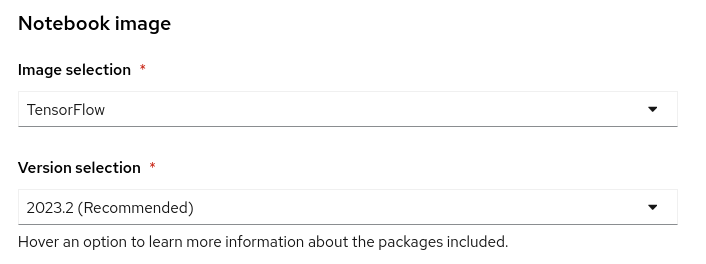 Notebook image
Image selection *
TensorFlow
Version selection *
2023.2 (Recommended)
Hover an option to learn more information about the packages included.